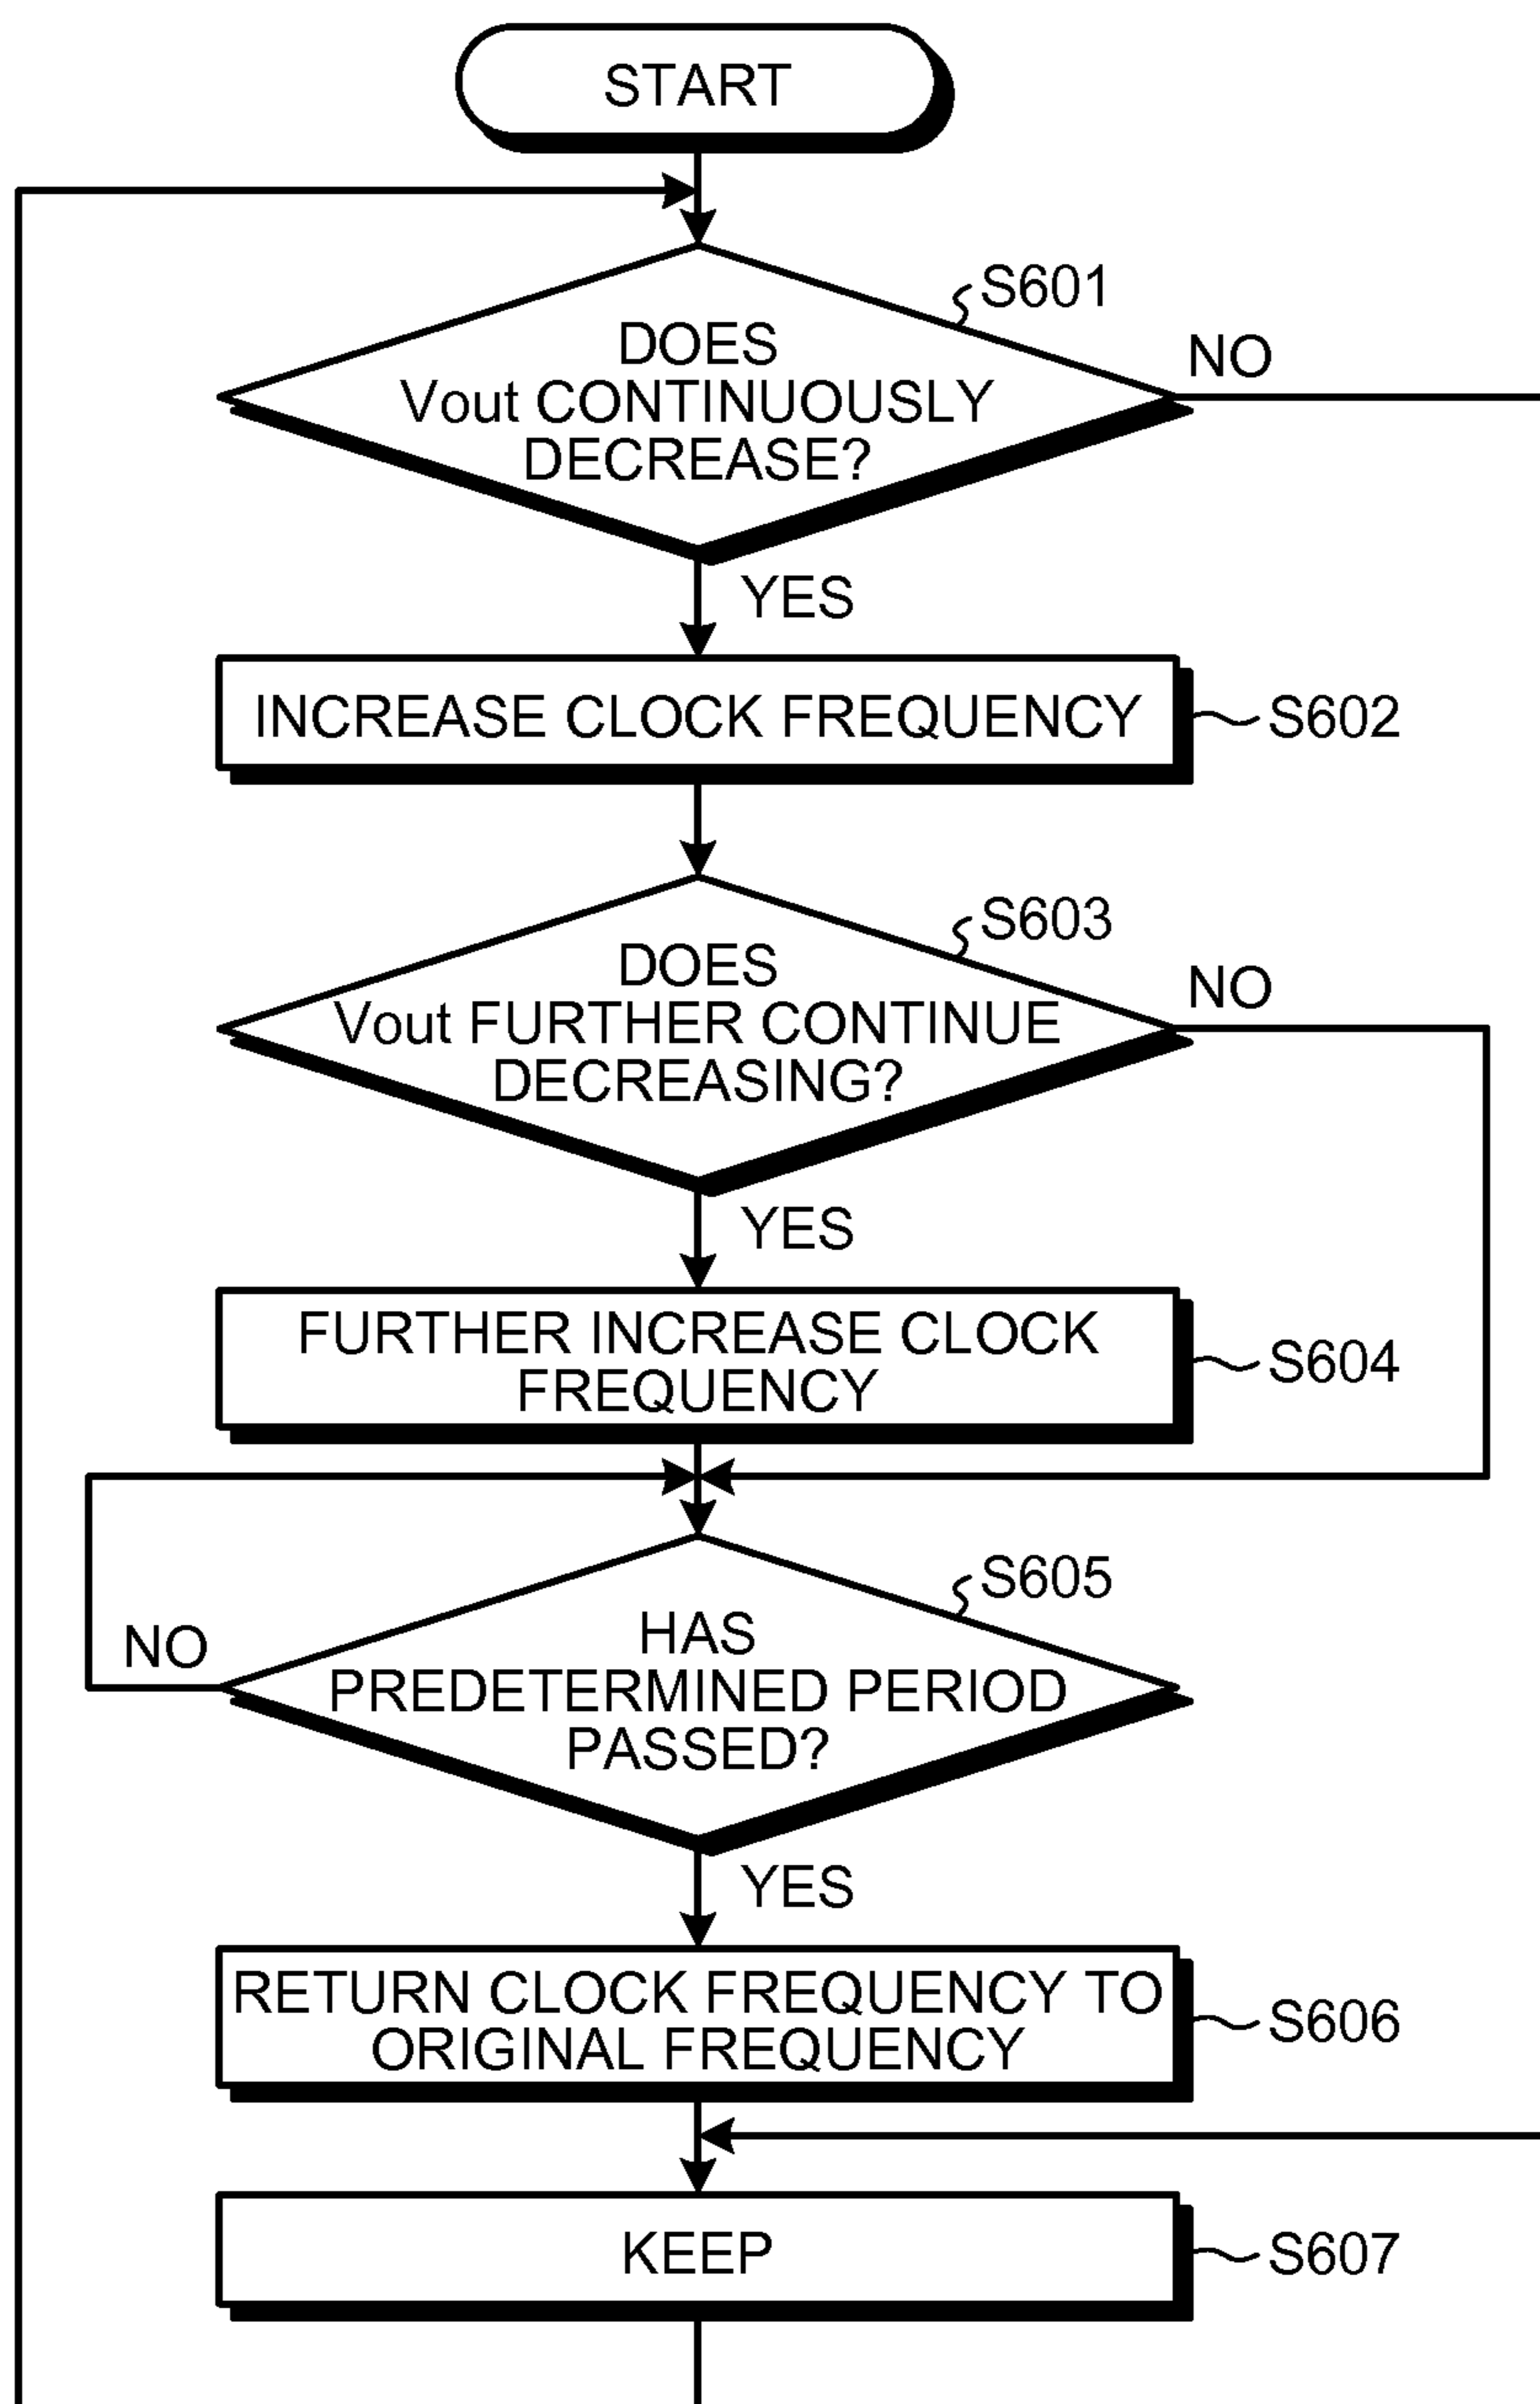 START
S601
DOES
Vout CONTINUOUSLY
DECREASE?
NO
YES
INCREASE CLOCK FREQUENCY
S602
S603
DOES
Vout FURTHER CONTINUE
DECREASING?
NO
YES
FURTHER INCREASE CLOCK
FREQUENCY
S604
S605
HAS
PREDETERMINED PERIOD
PASSED?
NO
YES
RETURN CLOCK FREQUENCY TO
ORIGINAL FREQUENCY
S606
KEEP
S607